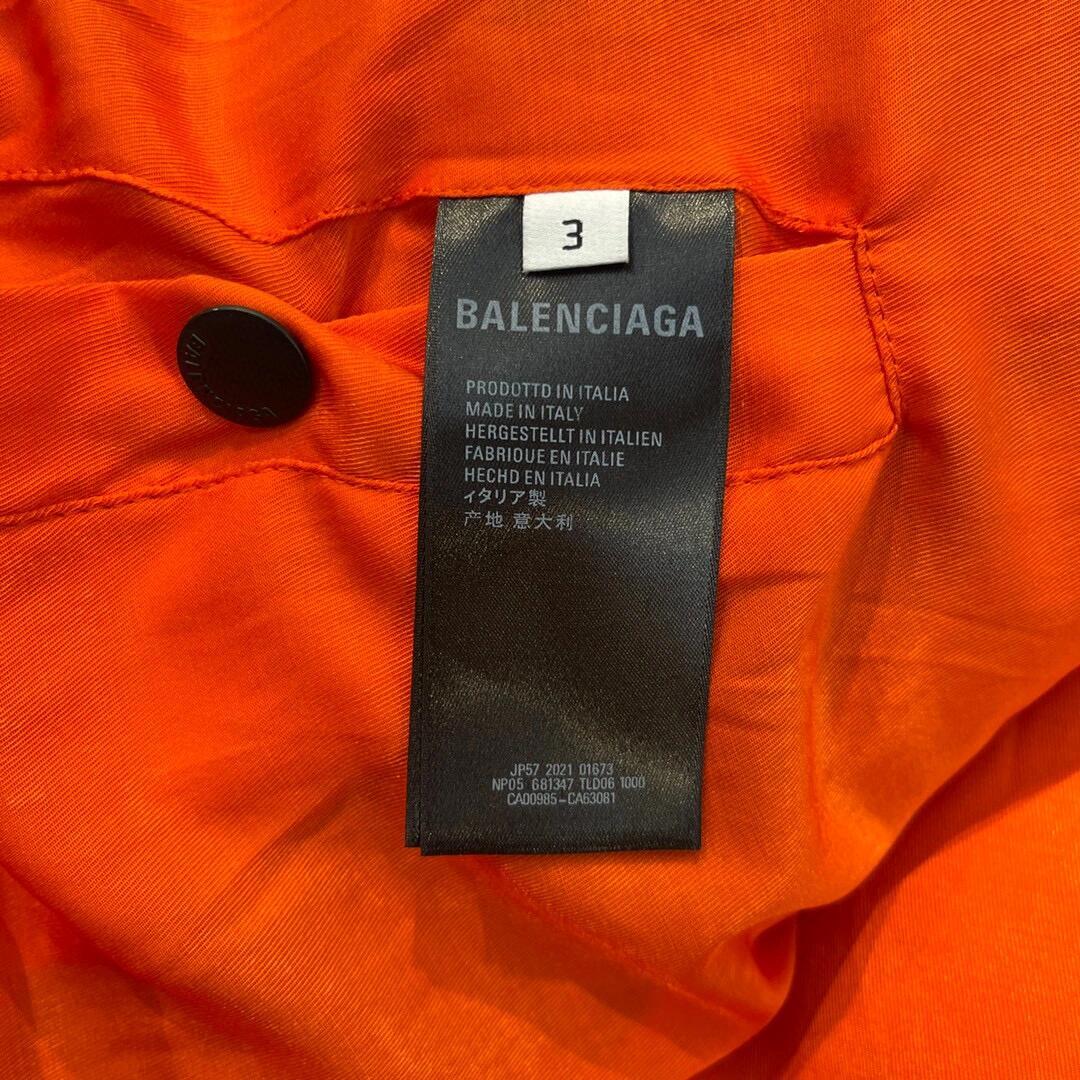 3
BALENCIAGA
PRODOTTD IN ITALIA
MADE IN ITALY
HERGESTELLT IN ITALIEN
FABRIQUE EN ITALIE
HECHD EN ITALIA
イタリア製
产地 意大利
JP57 2021 01673
NP05 681347 TLD06 1000
CA00985-CA63081